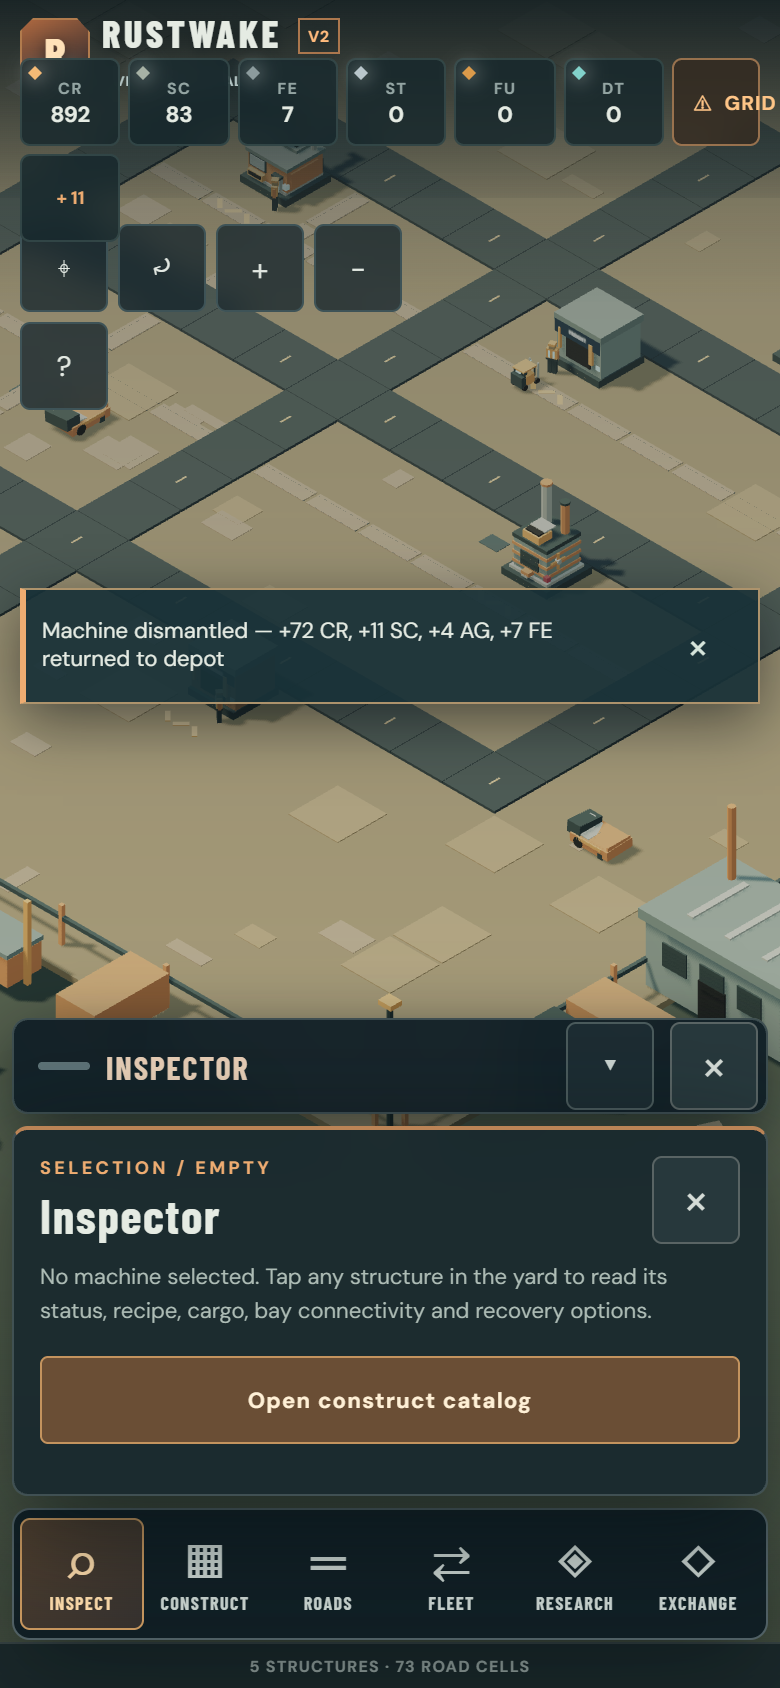 R
RUSTWAKE
V2
CR
892
SC
83
FE
7
ST
0
FU
0
DT
0
⚠ GRID
+ 11
+
-
?
Machine dismantled — +72 CR, +11 SC, +4 AG, +7 FE
returned to depot
×
INSPECTOR
▼
×
SELECTION / EMPTY
×
Inspector
No machine selected. Tap any structure in the yard to read its
status, recipe, cargo, bay connectivity and recovery options.
Open construct catalog
INSPECT
CONSTRUCT
ROADS
FLEET
RESEARCH
EXCHANGE
5 STRUCTURES · 73 ROAD CELLS